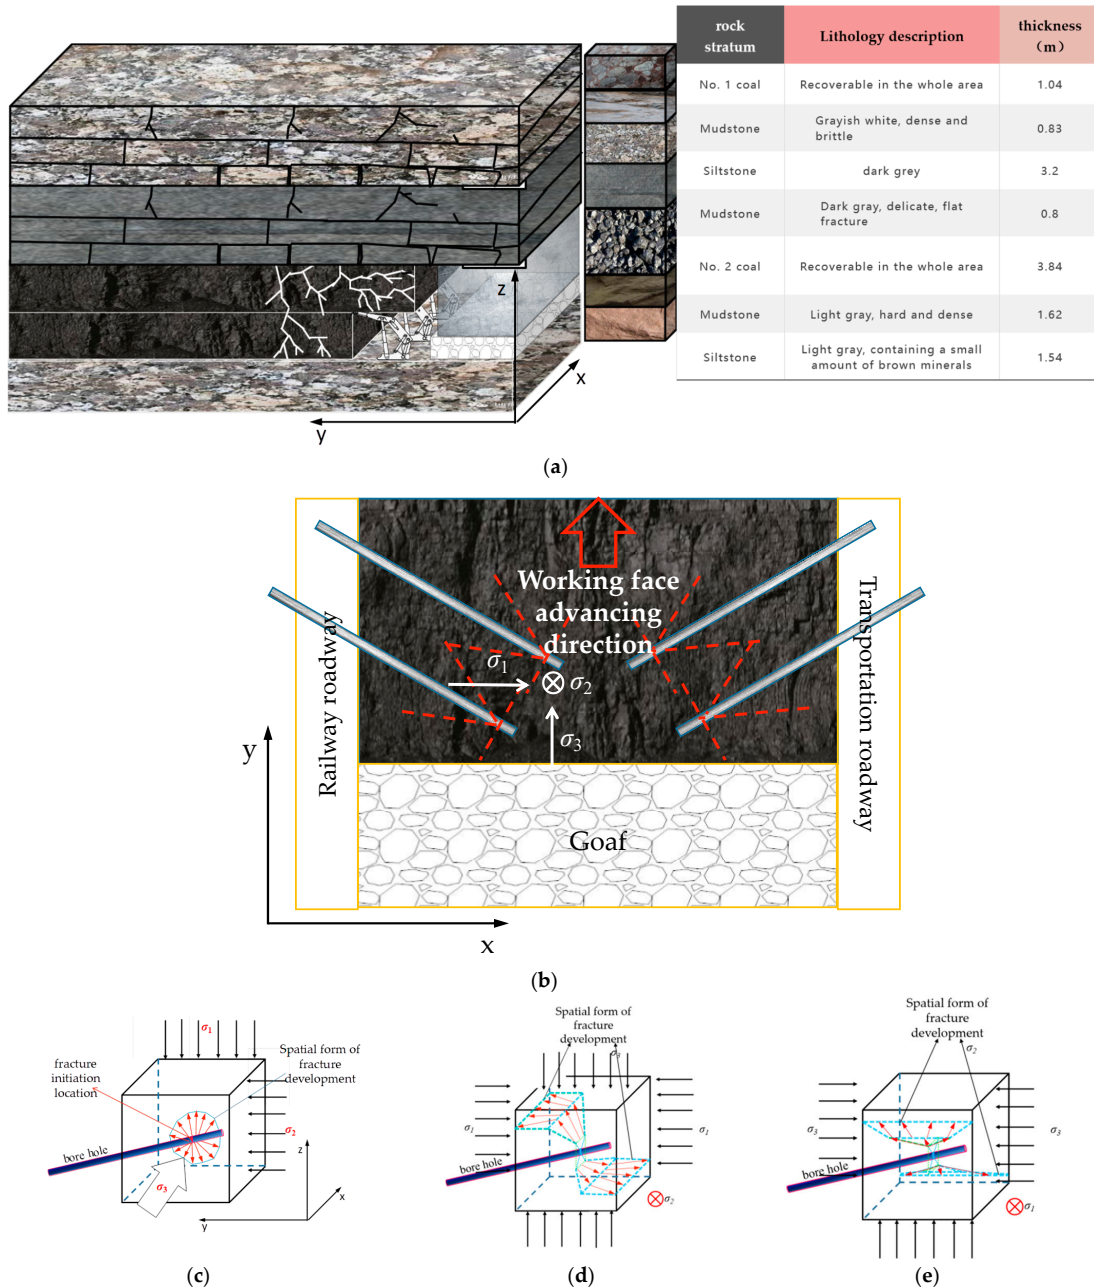 rock
stratum
Lithology description
thickness
（m）
No. 1 coal
Recoverable in the whole area
1.04
Mudstone
Grayish white, dense and
brittle
0.83
Siltstone
dark grey
3.2
Mudstone
Dark gray, delicate, flat
fracture
0.8
No. 2 coal
Recoverable in the whole area
3.84
Mudstone
Light gray, hard and dense
1.62
Siltstone
Light gray, containing a small
amount of brown minerals
1.54
z
x
y
(a)
Working face
advancing
direction
σ1
σ2
σ3
Railway roadway
Transportation roadway
Goaf
y
x
(b)
σ1
fracture
initiation
location
Spatial form of
fracture
development
σ2
bore hole
σ3
z
x
y
(c)
Spatial form of
fracture
development
σ3
σ1
σ1
bore hole
σ2
(d)
Spatial form of
fracture
development
σ2
σ3
σ3
bore hole
σ1
(e)